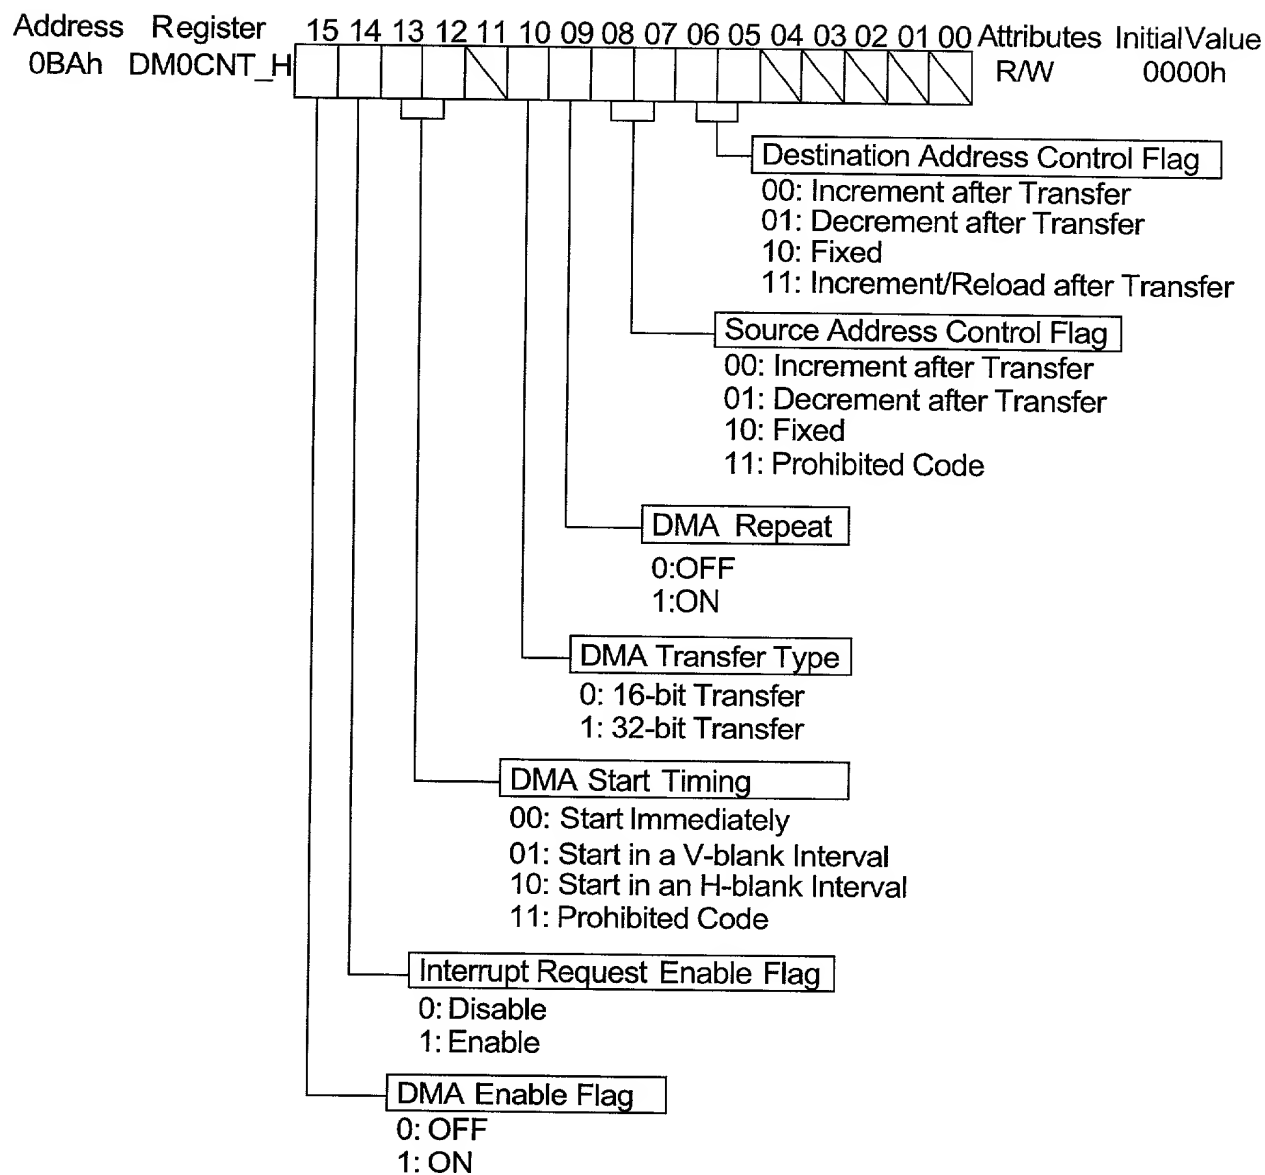 Address Register 15 14 13 12 11 10 09 08 07 06 05 04 03 02 01 00 Attributes Initial Value
0BAh DM0CNT_H R/W 0000h
Destination Address Control Flag
00: Increment after Transfer
01: Decrement after Transfer
10: Fixed
11: Increment/Reload after Transfer
Source Address Control Flag
00: Increment after Transfer
01: Decrement after Transfer
10: Fixed
11: Prohibited Code
DMA Repeat
0:OFF
1:ON
DMA Transfer Type
0: 16-bit Transfer
1: 32-bit Transfer
DMA Start Timing
00: Start Immediately
01: Start in a V-blank Interval
10: Start in an H-blank Interval
11: Prohibited Code
Interrupt Request Enable Flag
0: Disable
1: Enable
DMA Enable Flag
0: OFF
1: ON